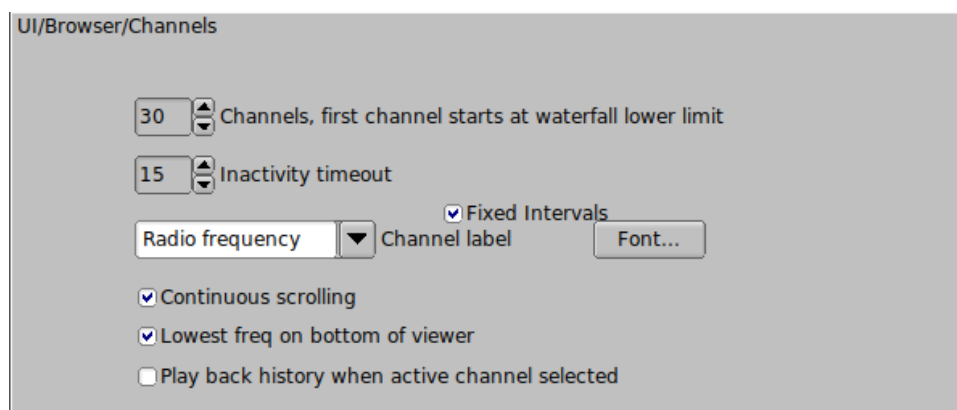 UI/Browser/Channels
30 Channels, first channel starts at waterfall lower limit
15 Inactivity timeout
Fixed Intervals
Radio frequency Channel label Font...
Continuous scrolling
Lowest freq on bottom of viewer
Play back history when active channel selected